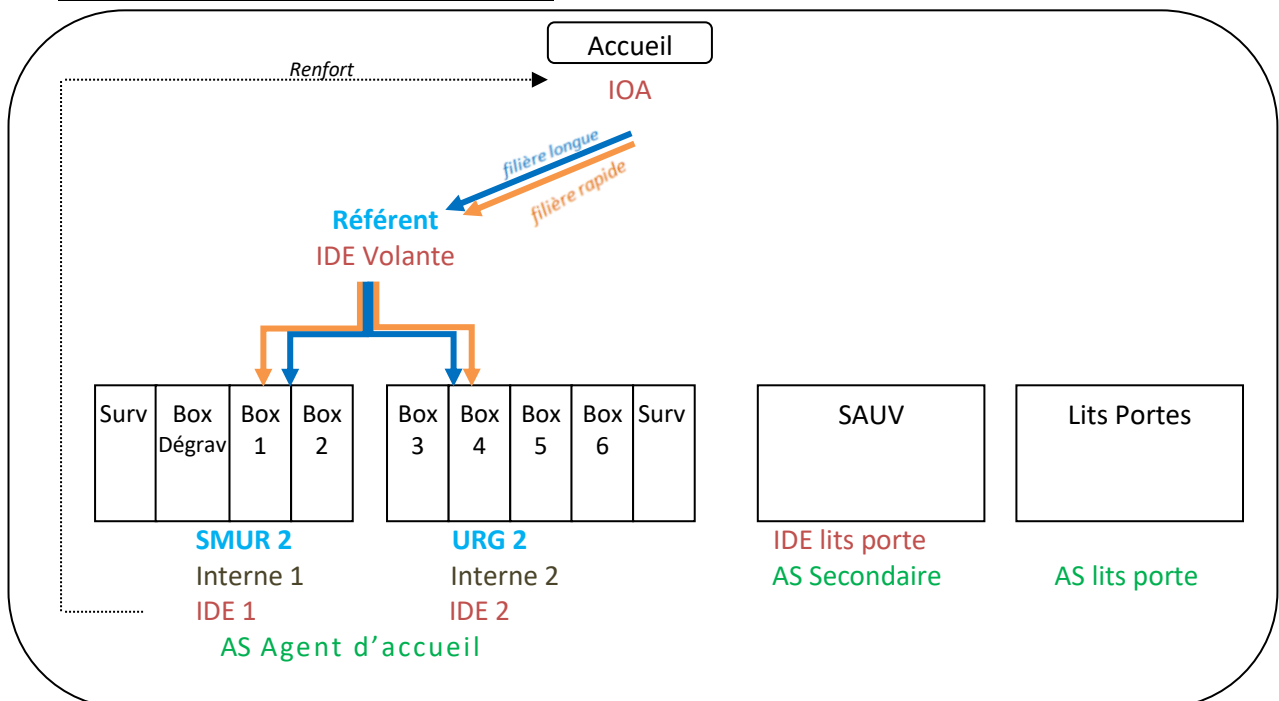 Accueil
Renfort
IOA
filière longue
filière rapide
Référent
IDE Volante
Surv Box Box Box
Dégrav 1 2
Box Box Box Box Surv
3 4 5 6
SAUV
Lits Portes
SMUR 2
Interne 1
IDE 1
URG 2
Interne 2
IDE 2
AS Agent d’accueil
IDE lits porte
AS Secondaire
AS lits porte